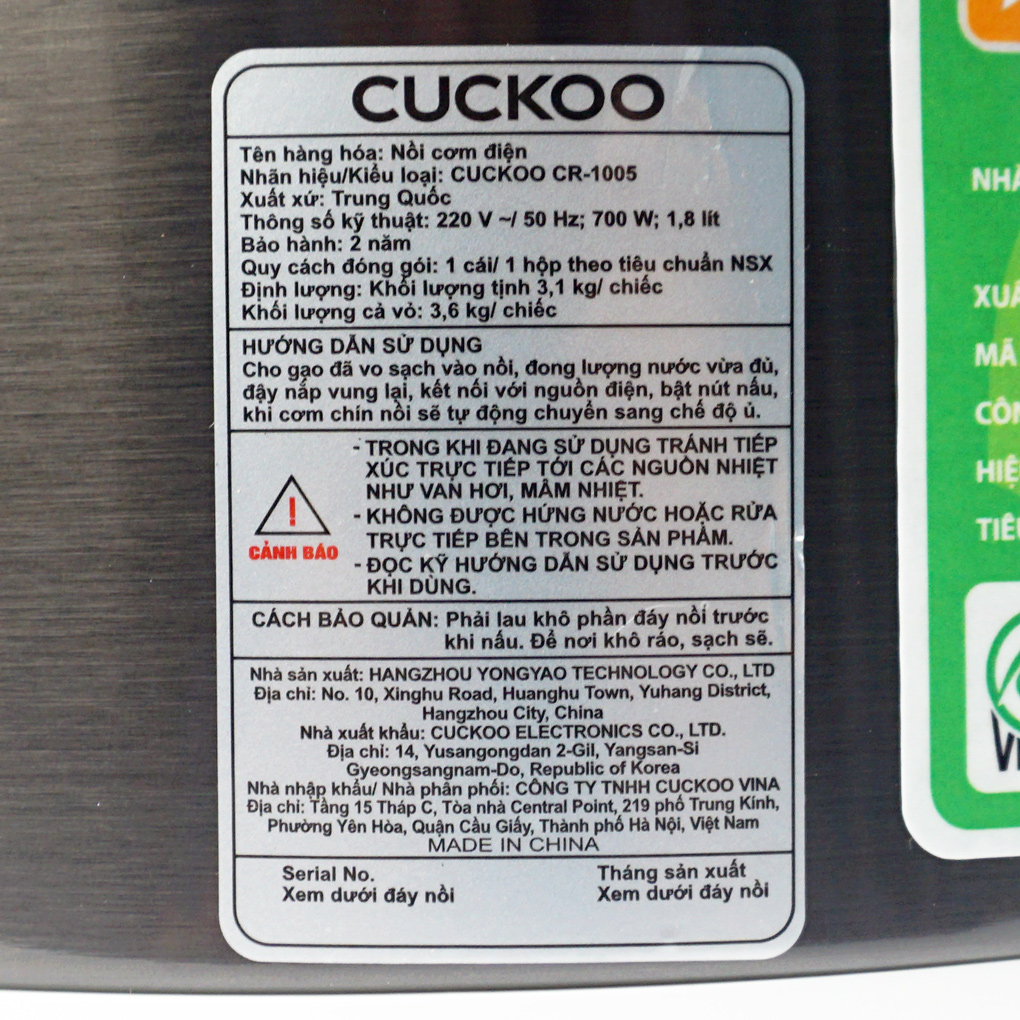 CUCKOO
Tên hàng hóa: Nồi cơm điện
Nhãn hiệu/Kiểu loại: CUCKOO CR-1005
Xuất xứ: Trung Quốc
Thông số kỹ thuật: 220 V ~/ 50 Hz; 700 W; 1,8 lít
Bảo hành: 2 năm
Quy cách đóng gói: 1 cái/ 1 hộp theo tiêu chuẩn NSX
Định lượng: Khối lượng tịnh 3,1 kg/ chiếc
Khối lượng cả vỏ: 3,6 kg/ chiếc
HƯỚNG DẪN SỬ DỤNG
Cho gạo đã vo sạch vào nồi, đong lượng nước vừa đủ,
đậy nắp vung lại, kết nối với nguồn điện, bật nút nấu,
khi cơm chín nồi sẽ tự động chuyển sang chế độ ủ.
- TRONG KHI ĐANG SỬ DỤNG TRÁNH TIẾP
XÚC TRỰC TIẾP TỚI CÁC NGUỒN NHIỆT
NHƯ VAN HƠI, MÂM NHIỆT.
- KHÔNG ĐƯỢC HỨNG NƯỚC HOẶC RỬA
TRỰC TIẾP BÊN TRONG SẢN PHẨM.
- ĐỌC KỸ HƯỚNG DẪN SỬ DỤNG TRƯỚC
KHI DÙNG.
!
CẢNH BÁO
CÁCH BẢO QUẢN: Phải lau khô phần đáy nồi trước
khi nấu. Để nơi khô ráo, sạch sẽ.
Nhà sản xuất: HANGZHOU YONGYAO TECHNOLOGY CO., LTD
Địa chỉ: No. 10, Xinghu Road, Huanghu Town, Yuhang District,
Hangzhou City, China
Nhà xuất khẩu: CUCKOO ELECTRONICS CO., LTD.
Địa chỉ: 14, Yusangongdan 2-Gil, Yangsan-Si
Gyeongsangnam-Do, Republic of Korea
Nhà nhập khẩu/ Nhà phân phối: CÔNG TY TNHH CUCKOO VINA
Địa chỉ: Tầng 15 Tháp C, Tòa nhà Central Point, 219 phố Trung Kính,
Phường Yên Hòa, Quận Cầu Giấy, Thành phố Hà Nội, Việt Nam
MADE IN CHINA
Serial No.
Xem dưới đáy nồi
Tháng sản xuất
Xem dưới đáy nồi
NHÀ
MÃ